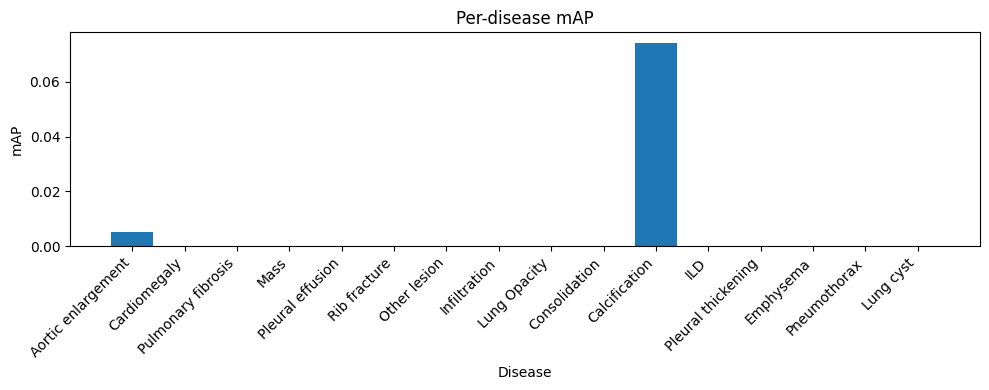 Per-disease mAP
mAP
0.06
0.04
0.02
0.00
Aortic enlargement
Cardiomegaly
Pulmonary fibrosis
Mass
Pleural effusion
Rib fracture
Other lesion
Infiltration
Lung Opacity
Consolidation
Calcification
ILD
Pleural thickening
Emphysema
Pneumothorax
Lung cyst
Disease